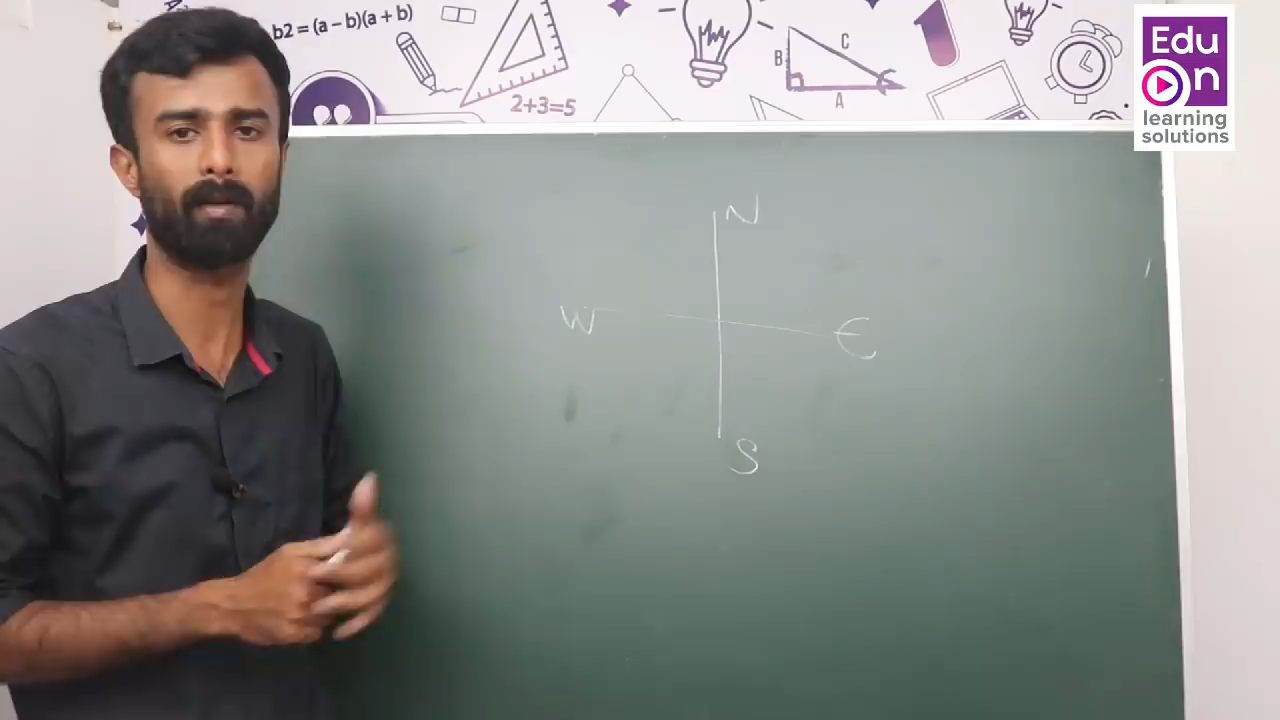 b2 = (a – b)(a + b)
2+3=5
B
C
A
Edu
On
learning
solutions
N
W
E
S